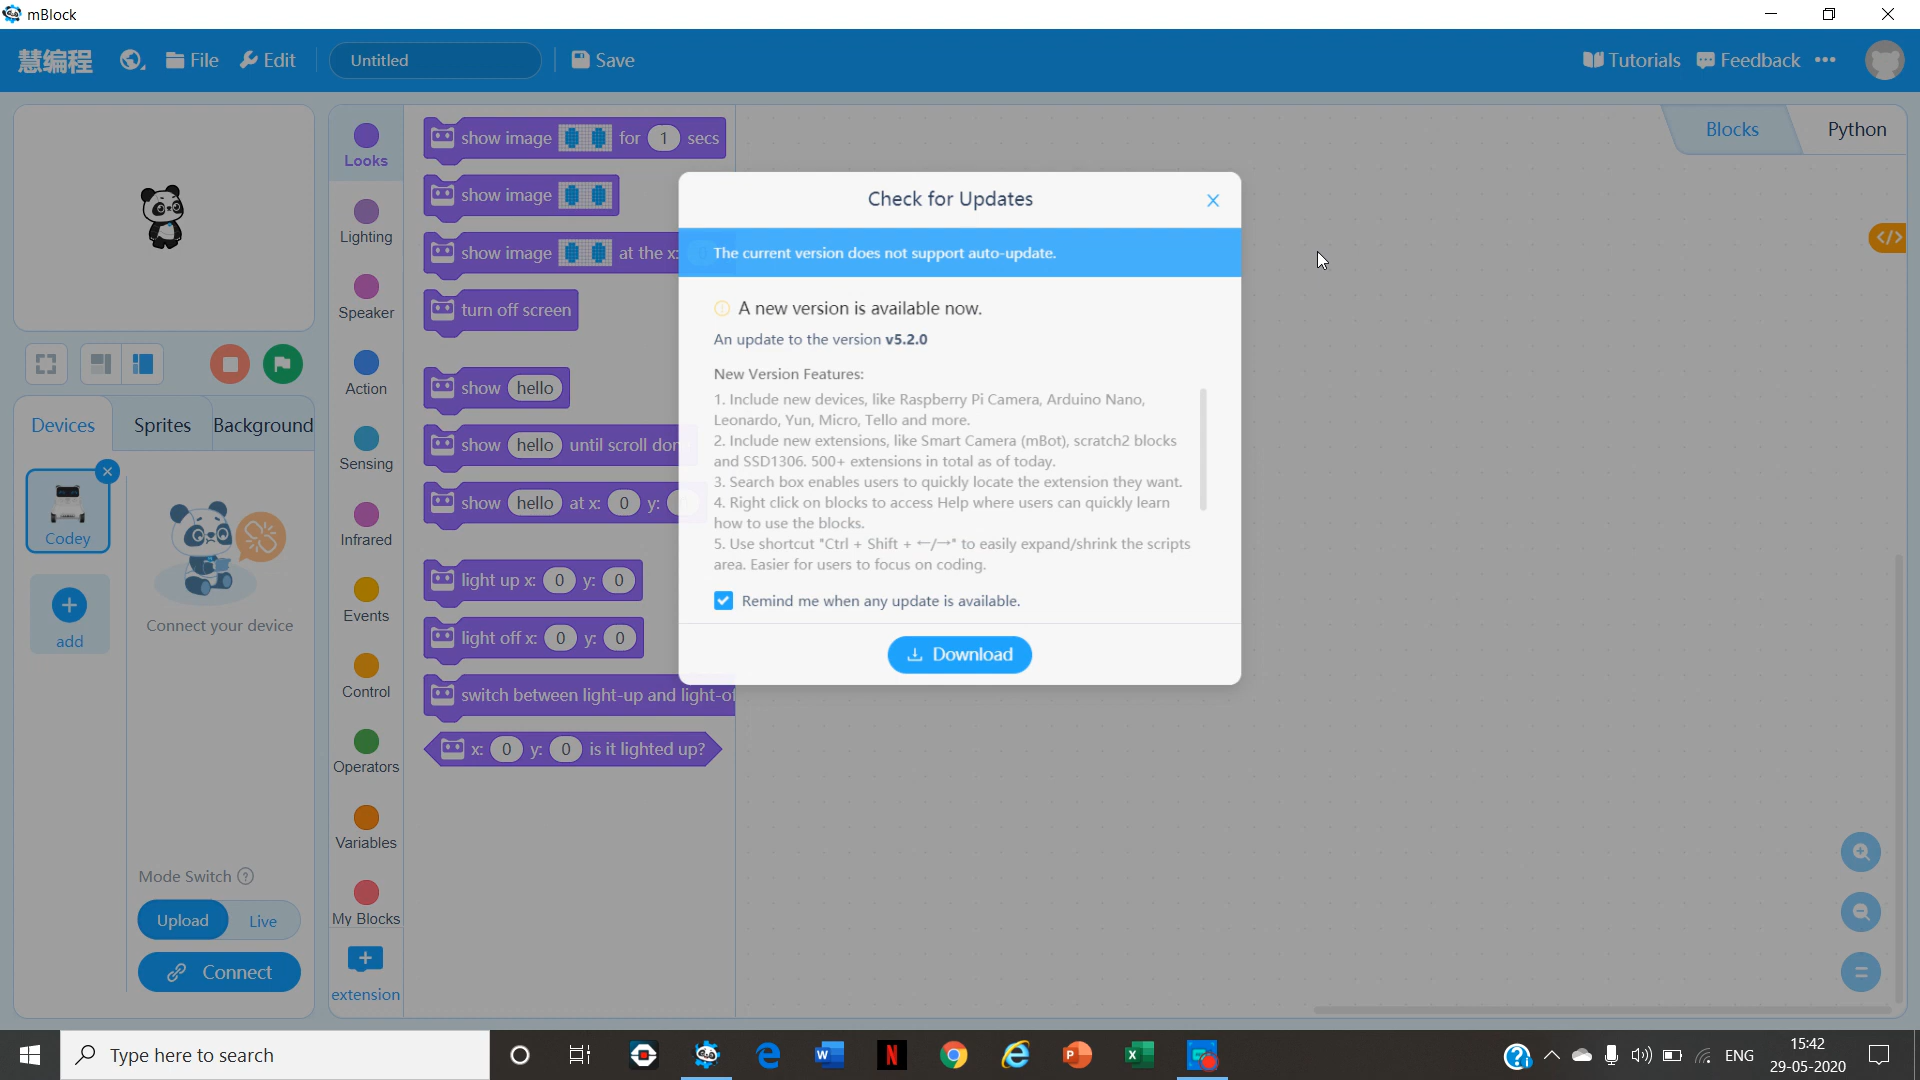 mBlock
慧编程
File
Edit
Untitled
Save
Tutorials
Feedback
Blocks
Python
Devices
Sprites
Background
Codey
add
Connect your device
Mode Switch ?
Upload
Live
Connect
Looks
Lighting
Speaker
Action
Sensing
Infrared
Events
Control
Operators
Variables
My Blocks
extension
show image for 1 secs
show image
show image at the x:
turn off screen
show hello
show hello until scroll don
show hello at x: 0 y:
light up x: 0 y: 0
light off x: 0 y: 0
switch between light-up and light-of
x: 0 y: 0 is it lighted up?
Check for Updates
The current version does not support auto-update.
A new version is available now.
An update to the version v5.2.0
New Version Features:
1. Include new devices, like Raspberry Pi Camera, Arduino Nano,
Leonardo, Yun, Micro, Tello and more.
2. Include new extensions, like Smart Camera (mBot), scratch2 blocks
and SSD1306. 500+ extensions in total as of today.
3. Search box enables users to quickly locate the extension they want.
4. Right click on blocks to access Help where users can quickly learn
how to use the blocks.
5. Use shortcut "Ctrl + Shift + ←/→" to easily expand/shrink the scripts
area. Easier for users to focus on coding.
Remind me when any update is available.
Download
Type here to search
ENG
15:42
29-05-2020